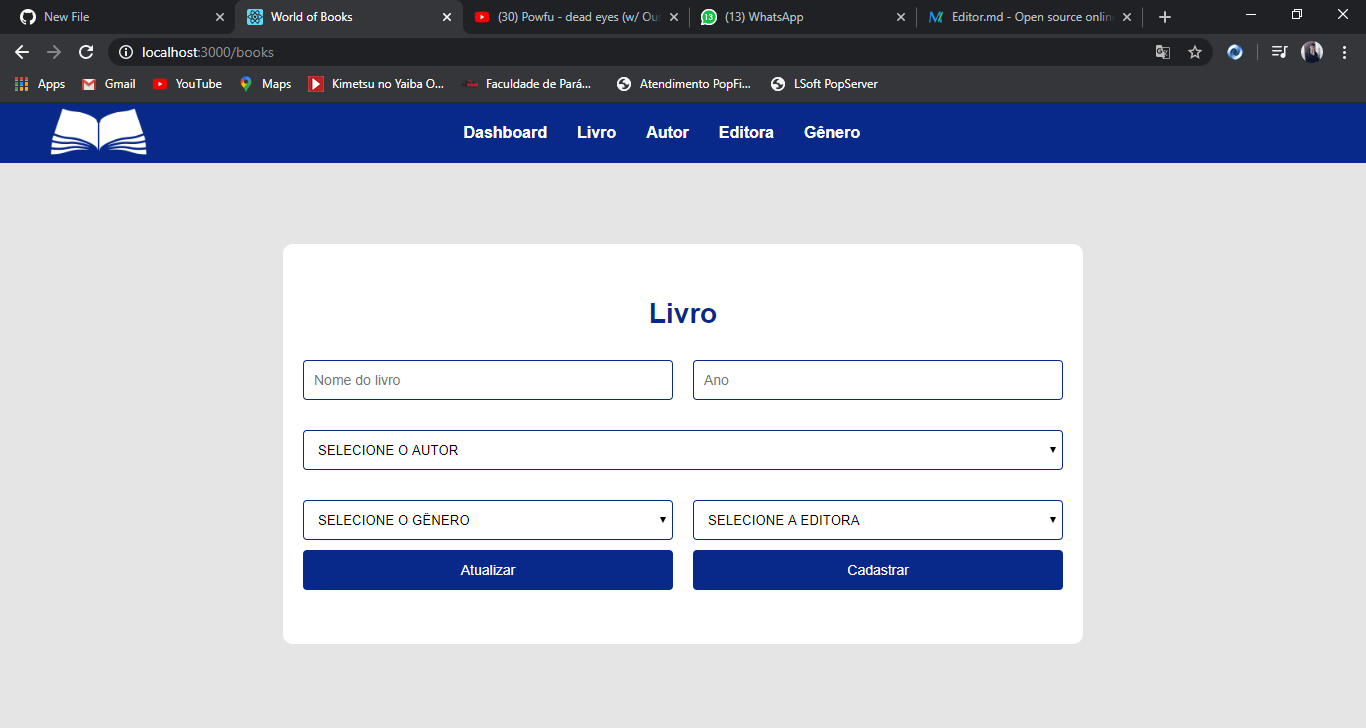 New File
World of Books
(30) Powfu - dead eyes (w/ Ou
(13) WhatsApp
Editor.md - Open source onlin
localhost:3000/books
Apps
Gmail
YouTube
Maps
Kimetsu no Yaiba O...
Faculdade de Pará...
Atendimento PopFi...
LSoft PopServer
Dashboard
Livro
Autor
Editora
Gênero
Livro
Nome do livro
Ano
SELECIONE O AUTOR
SELECIONE O GÊNERO
SELECIONE A EDITORA
Atualizar
Cadastrar